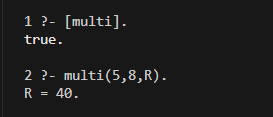 1 ?- [multi].
true.
2 ?- multi(5,8,R).
R = 40.